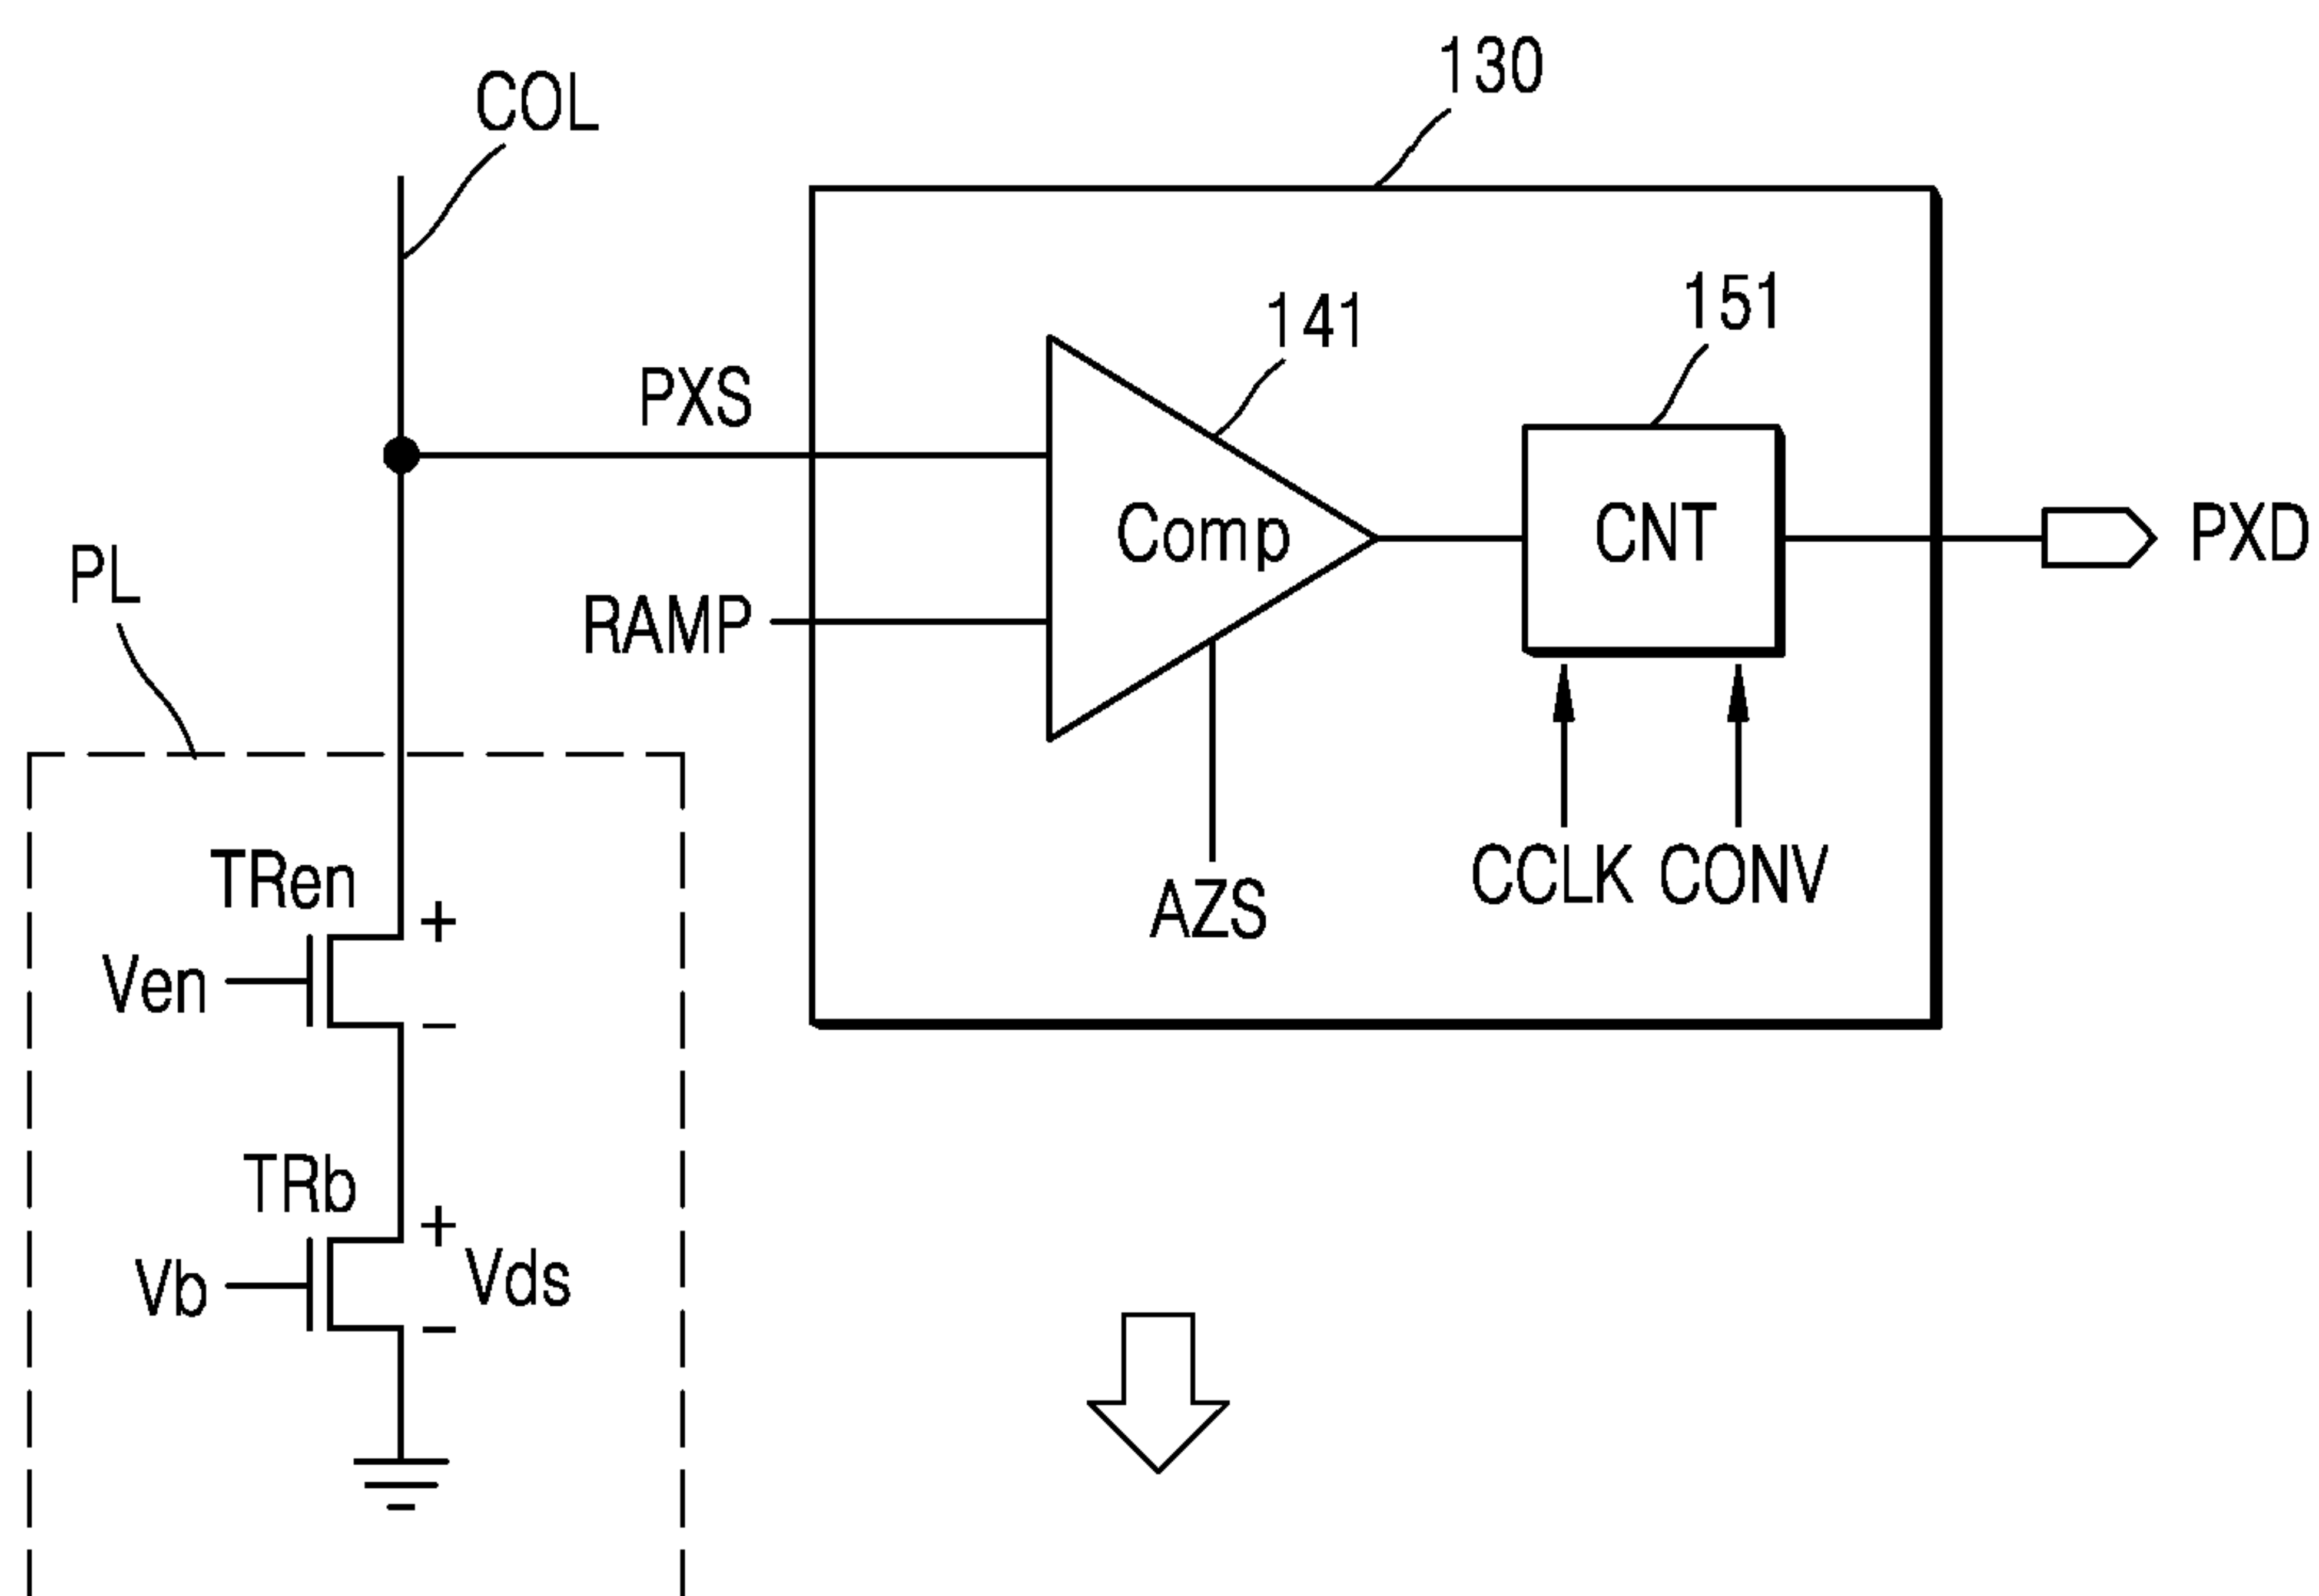 130
COL
151
141
PXS
Comp
CNT
PXD
PL
RAMP
TRen
+
CCLK CONV
AZS
Ven
−
TRb
+
Vb
Vds
−